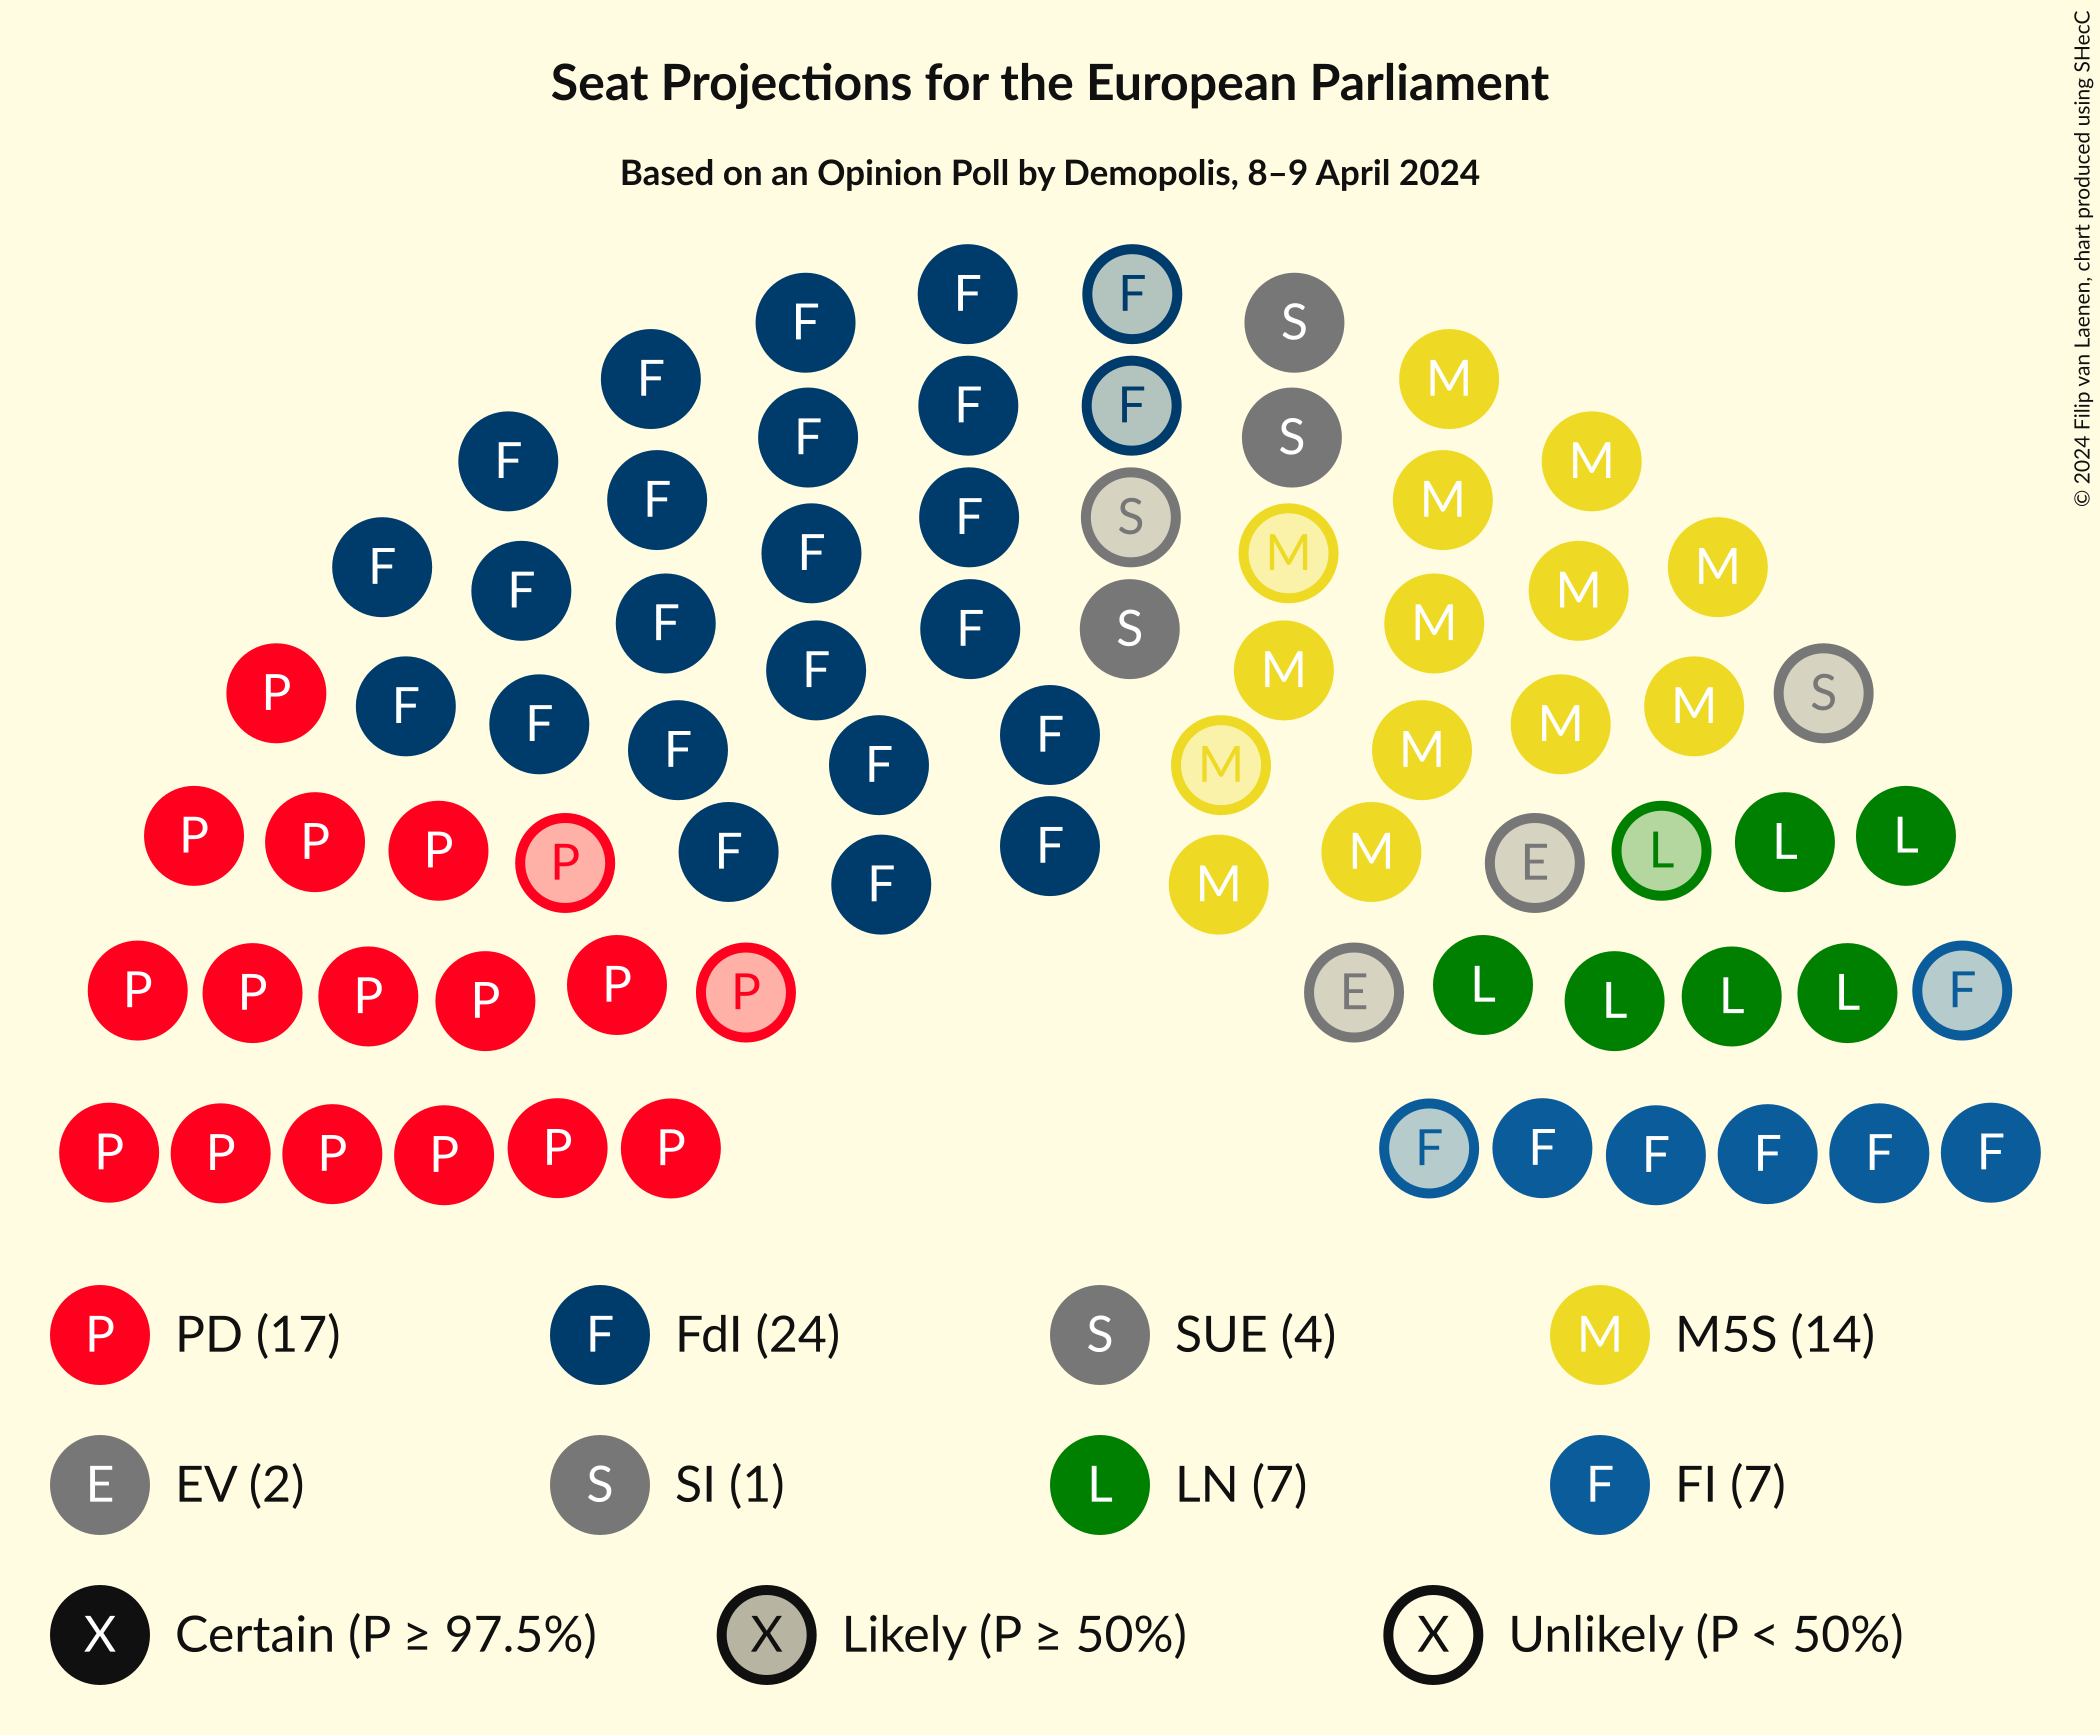 Seat Projections for the European Parliament
Based on an Opinion Poll by Demopolis, 8–9 April 2024
© 2024 Filip van Laenen, chart produced using SHecC
F F
F S
F M
F F
F S
F M
F M
F M
F S
F M
F M
F M
F S
F M
F M
P S
F M
F M
F M
F M
F
P L
P L
P L
P E
F M
F M
F
P F
P L
P L
P L
P L
P E
P P P P P P F F F F F F
P PD (17) F FdI (24) S SUE (4) M M5S (14)
E EV (2) S SI (1) L LN (7) F FI (7)
X Certain (P ≥ 97.5%) X Likely (P ≥ 50%) X Unlikely (P < 50%)